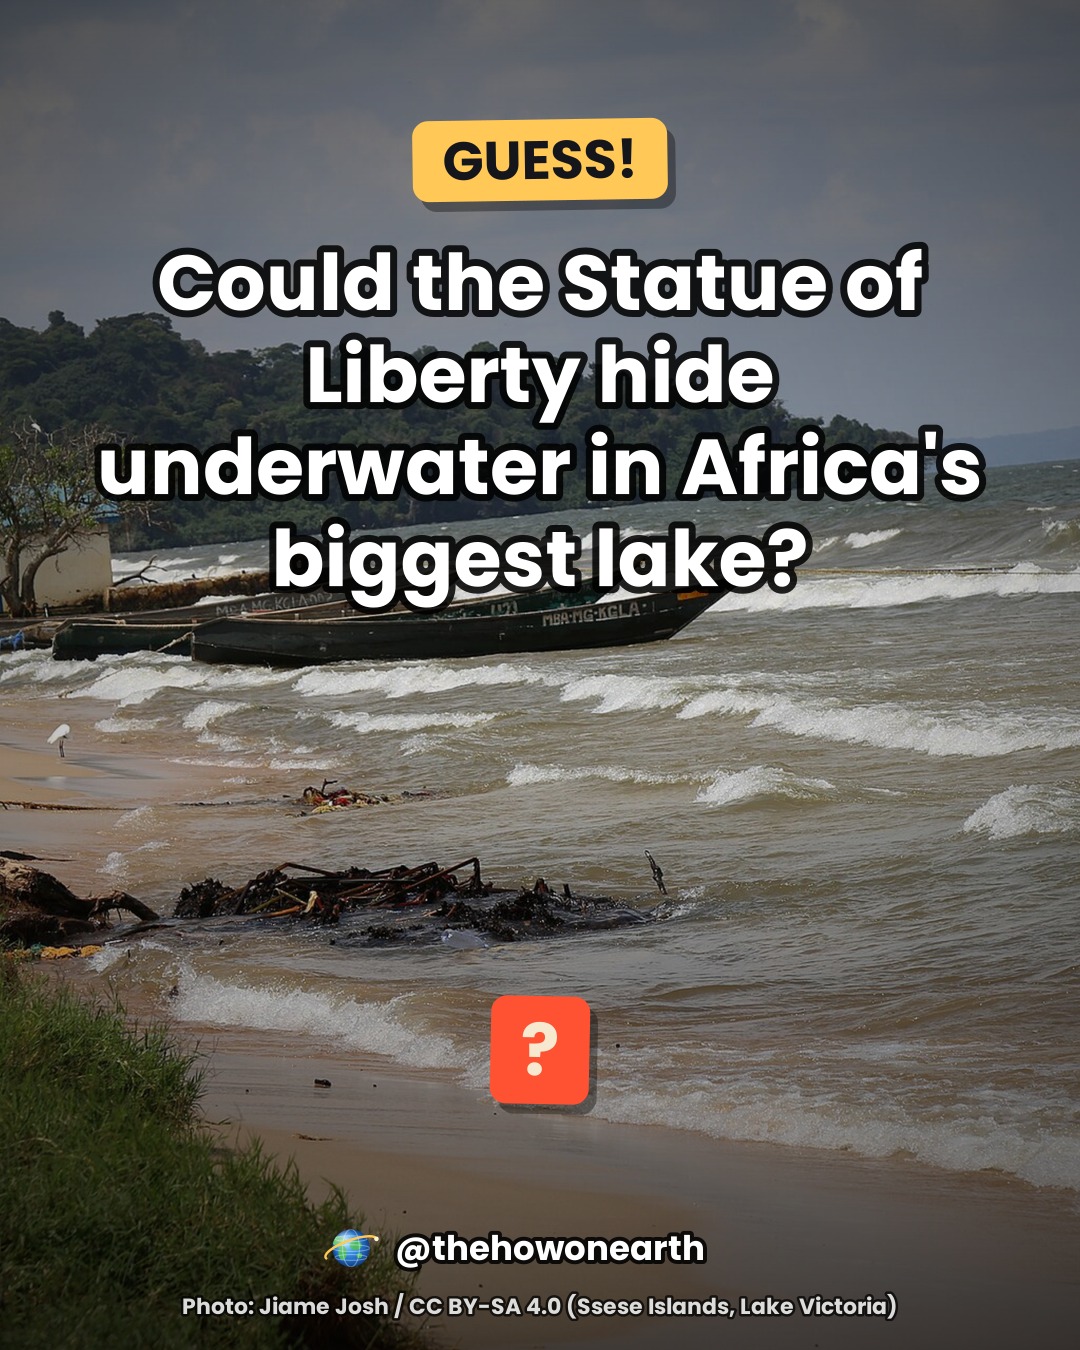 GUESS!
Could the Statue of
Liberty hide
underwater in Africa's
biggest lake?
MBA·MG·KGLA·
?
@thehowonearth
Photo: Jiame Josh / CC BY-SA 4.0 (Ssese Islands, Lake Victoria)